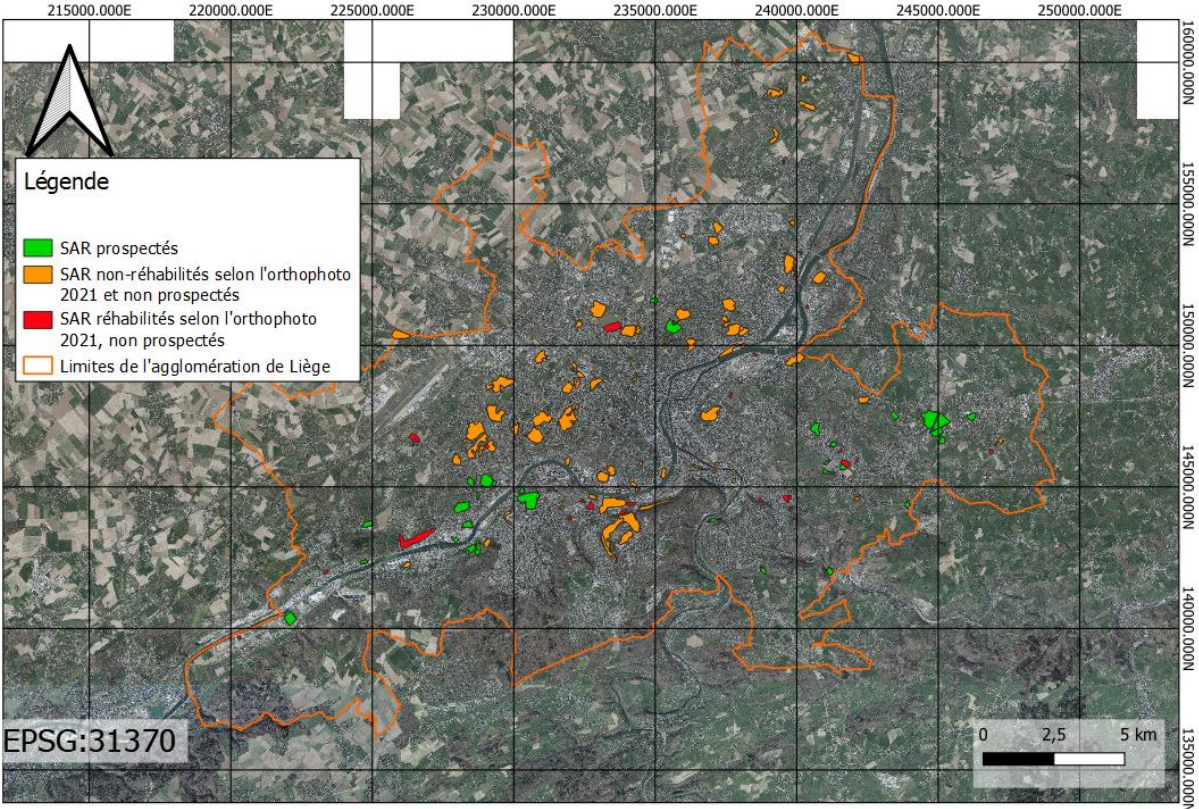 215000.000E 220000.000E 225000.000E 230000.000E 235000.000E 240000.000E 245000.000E 250000.000E
160000.000N
155000.000N
150000.000N
145000.000N
140000.000N
135000.000N
Légende
SAR prospectés
SAR non-réhabilités selon l'orthophoto
2021 et non prospectés
SAR réhabilités selon l'orthophoto
2021, non prospectés
Limites de l'agglomération de Liège
EPSG:31370
0 2,5 5 km